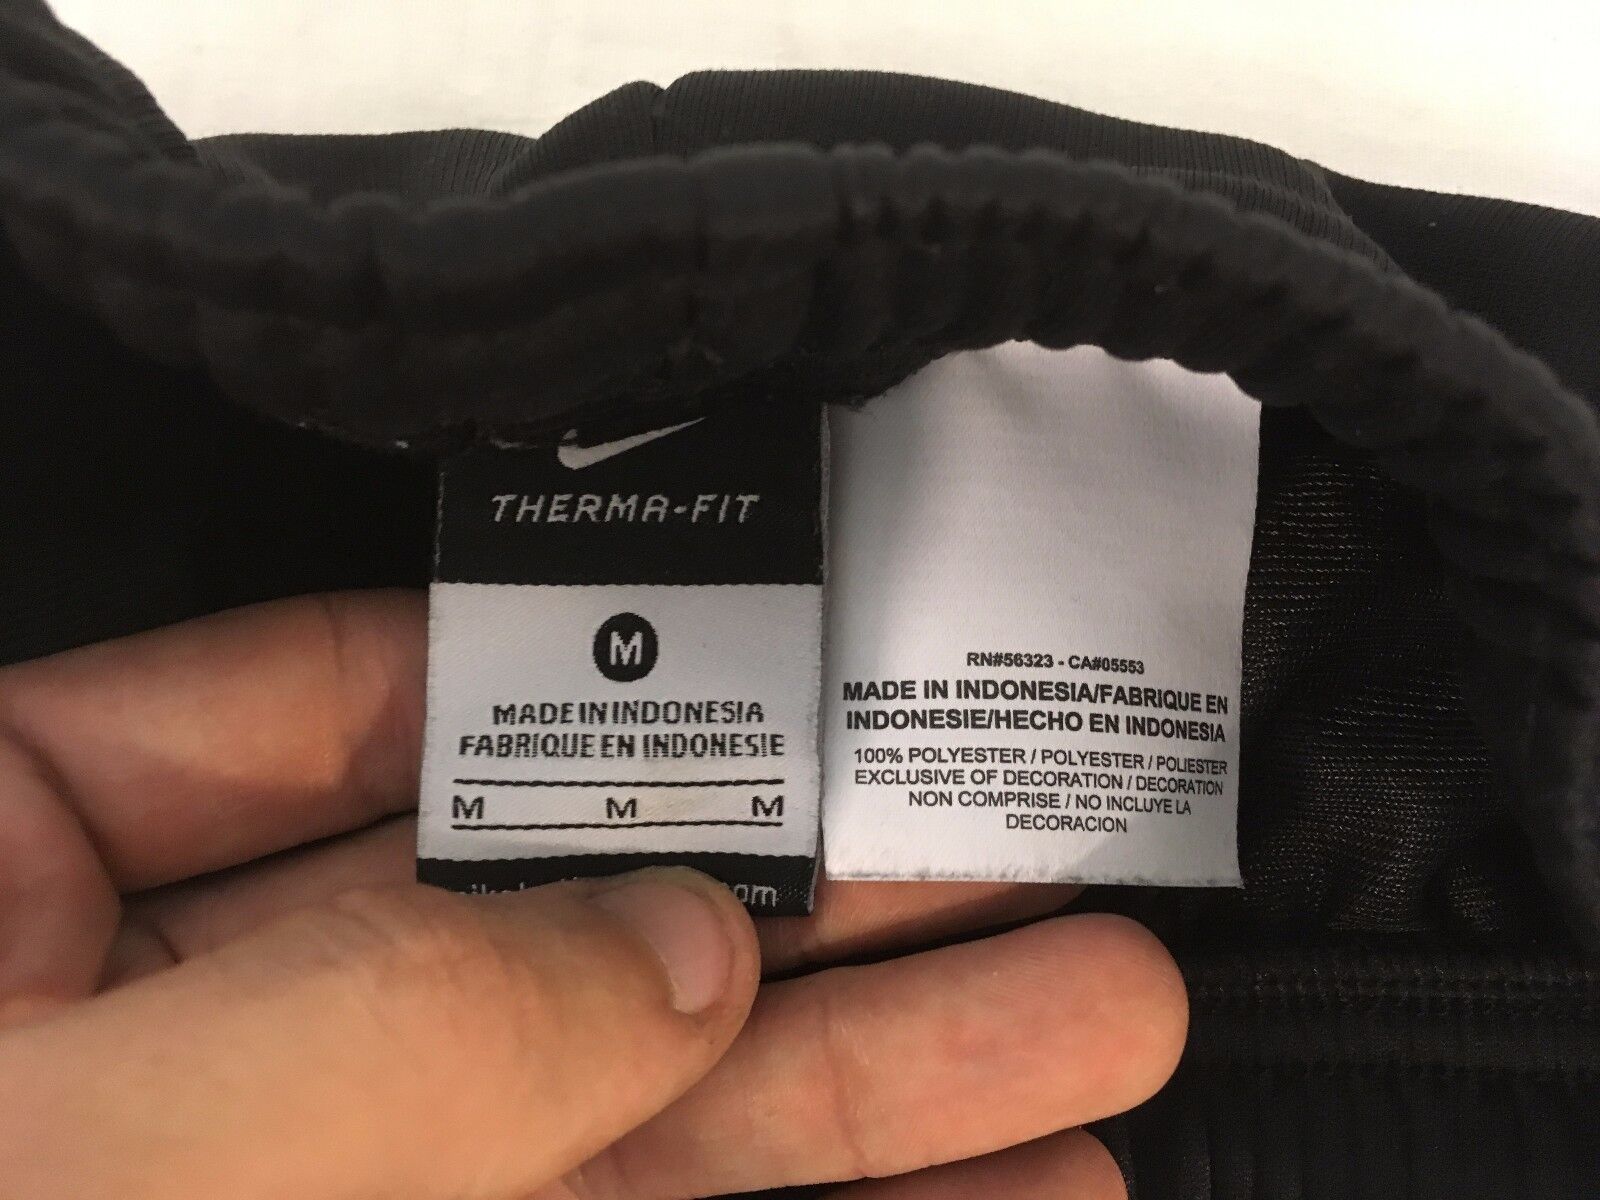 THERMA-FIT
M
MADE IN INDONESIA
FABRIQUE EN INDONESIE
M M M
RN#56323 - CA#05553
MADE IN INDONESIA/FABRIQUE EN
INDONESIE/HECHO EN INDONESIA
100% POLYESTER / POLYESTER / POLIESTER
EXCLUSIVE OF DECORATION / DECORATION
NON COMPRISE / NO INCLUYE LA
DECORACION